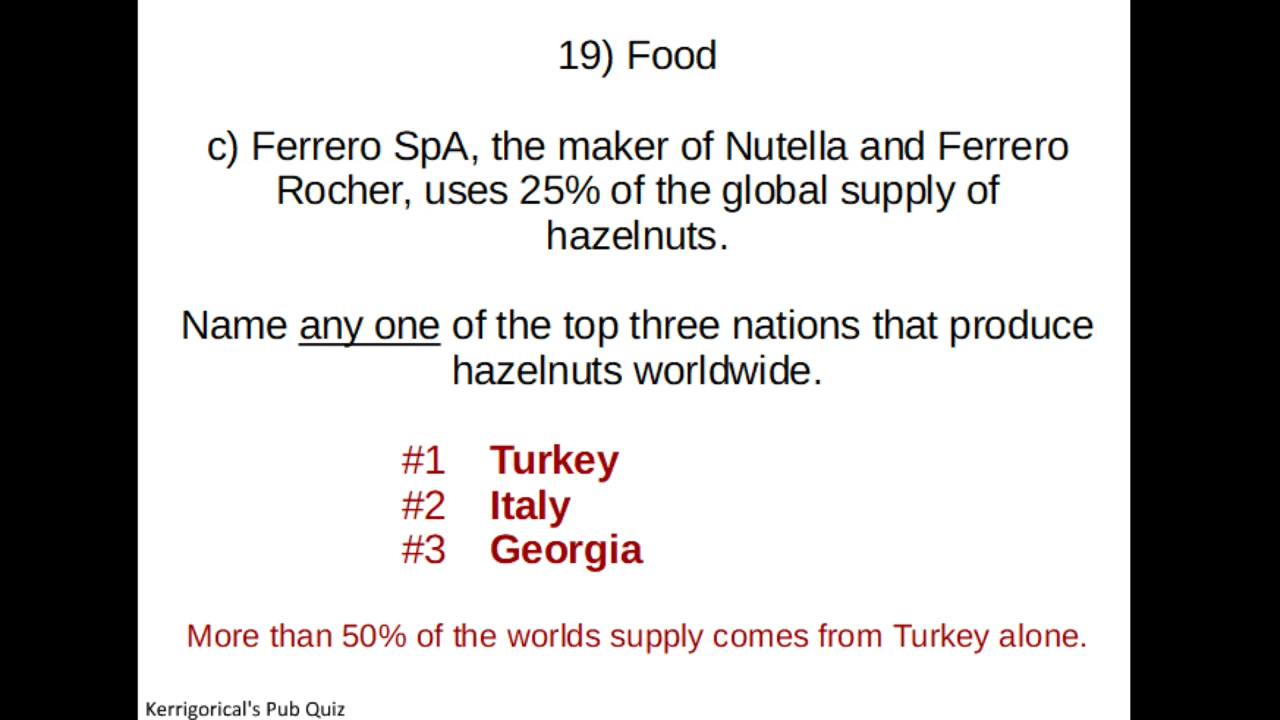 19) Food
c) Ferrero SpA, the maker of Nutella and Ferrero
Rocher, uses 25% of the global supply of
hazelnuts.
Name any one of the top three nations that produce
hazelnuts worldwide.
#1 Turkey
#2 Italy
#3 Georgia
More than 50% of the worlds supply comes from Turkey alone.
Kerrigorical's Pub Quiz